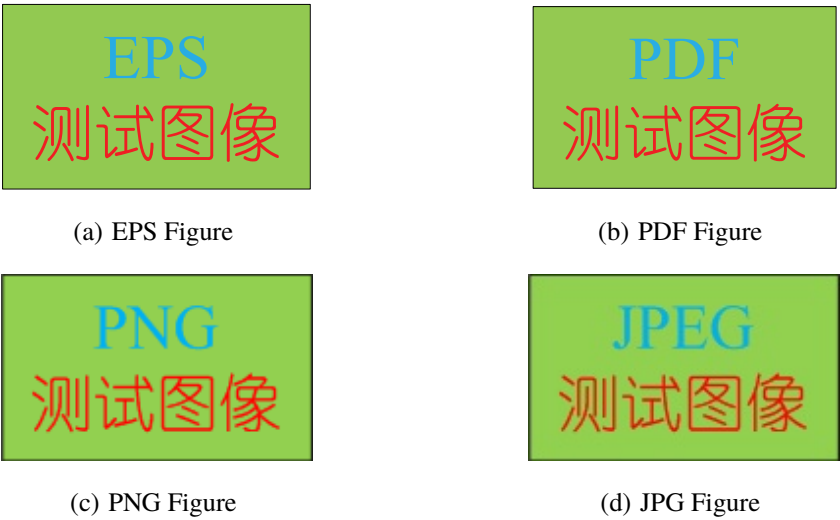 EPS
测试图像
(a) EPS Figure
PDF
测试图像
(b) PDF Figure
PNG
测试图像
(c) PNG Figure
JPEG
测试图像
(d) JPG Figure